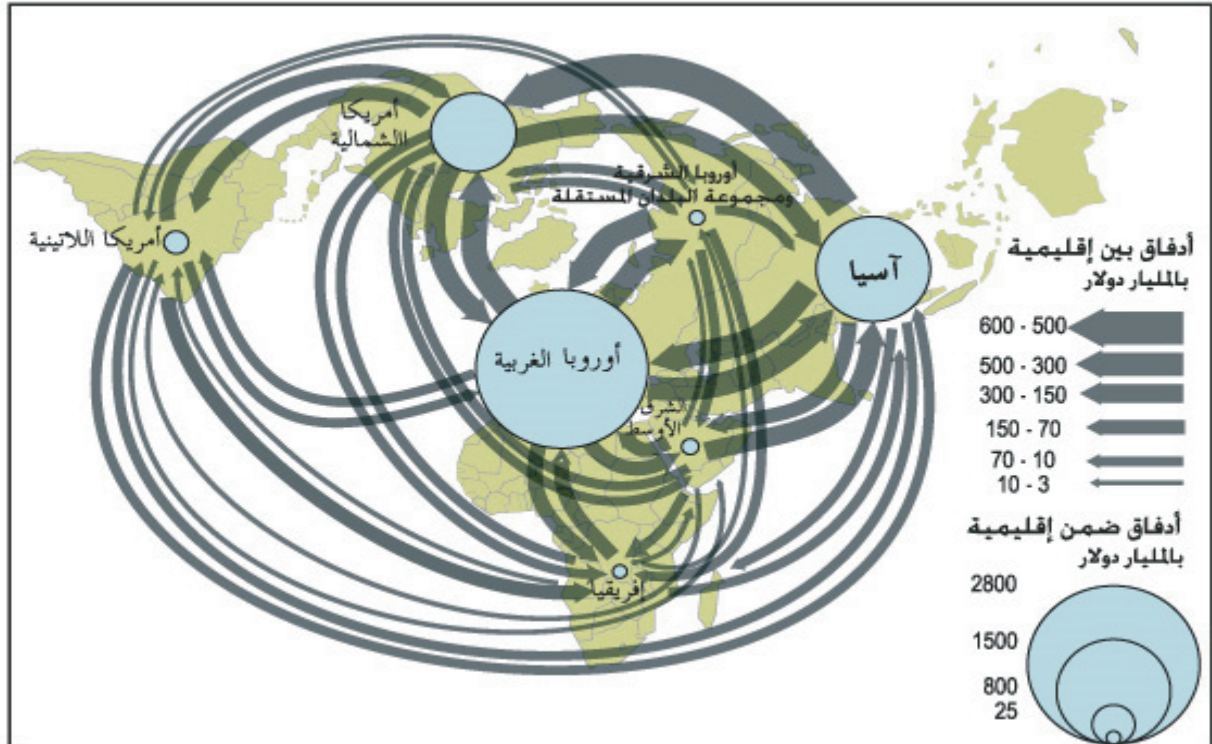 أمريكا
االشمالية
أوروبا الشرقية
ومجموعة البلدان المستقلة
أمريكا اللاتينية
آسيا
أوروبا الغربية
الشرق
الأوسط
إفريقيا
أدفاق بين إقليمية
بالمليار دولار
600 - 500
500 - 300
300 - 150
150 - 70
70 - 10
10 - 3
أدفاق ضمن إقليمية
بالمليار دولار
2800
1500
800
25